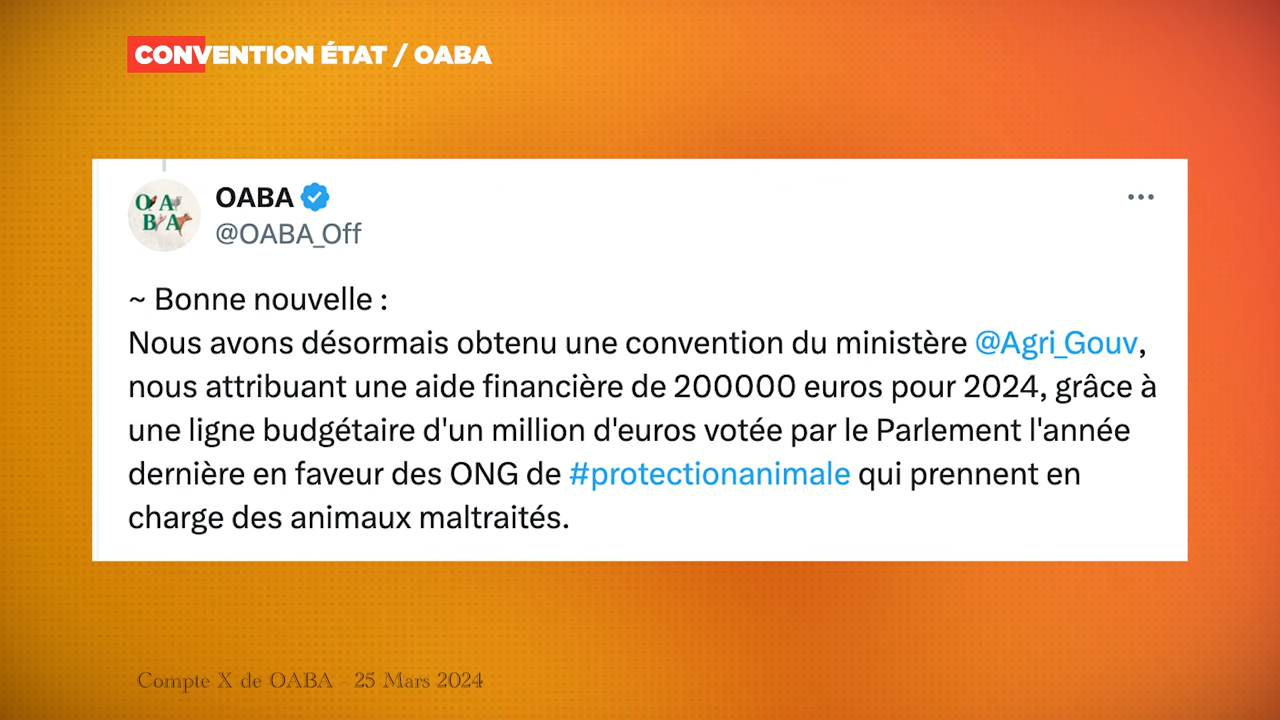 CONVENTION ÉTAT / OABA
OABA
OABA
@OABA_Off
~ Bonne nouvelle :
Nous avons désormais obtenu une convention du ministère @Agri_Gouv,
nous attribuant une aide financière de 200000 euros pour 2024, grâce à
une ligne budgétaire d'un million d'euros votée par le Parlement l'année
dernière en faveur des ONG de #protectionanimale qui prennent en
charge des animaux maltraités.
Compte X de OABA - 25 Mars 2024